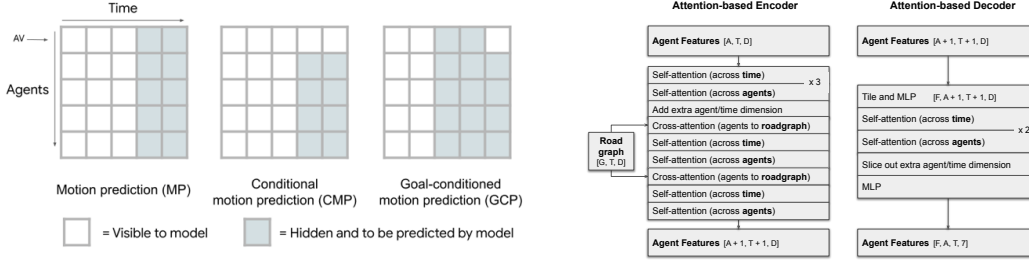 Time
AV
Agents
Motion prediction (MP)
Conditional
motion prediction (CMP)
Goal-conditioned
motion prediction (GCP)
= Visible to model
= Hidden and to be predicted by model
Attention-based Encoder
Agent Features [A, T, D]
Self-attention (across time)
x 3
Self-attention (across agents)
Add extra agent/time dimension
Cross-attention (agents to roadgraph)
Self-attention (across time)
Self-attention (across agents)
Cross-attention (agents to roadgraph)
Self-attention (across time)
Self-attention (across agents)
Agent Features [A + 1, T + 1, D]
Road
graph
[G, T, D]
Attention-based Decoder
Agent Features [A + 1, T + 1, D]
Tile and MLP [F, A + 1, T + 1, D]
Self-attention (across time)
x 2
Self-attention (across agents)
Slice out extra agent/time dimension
MLP
Agent Features [F, A, T, 7]